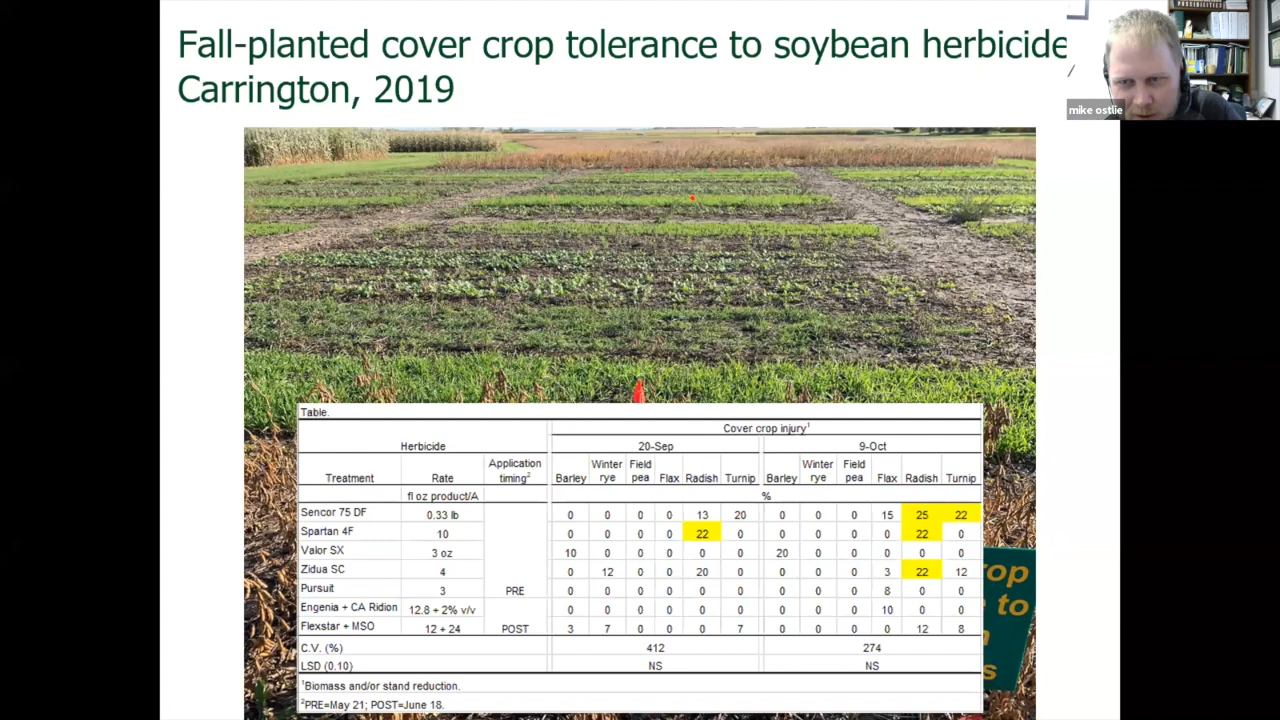 Fall-planted cover crop tolerance to soybean herbicide
Carrington, 2019
mike ostlie
POSSIBILITIES
Table.
Cover crop injury¹
Herbicide 20-Sep 9-Oct
Treatment Rate Application timing² Barley Winter rye Field pea Flax Radish Turnip Barley Winter rye Field pea Flax Radish Turnip
fl oz product/A %
Sencor 75 DF 0.33 lb 0 0 0 0 13 20 0 0 0 15 25 22
Spartan 4F 10 0 0 0 0 22 0 0 0 0 0 22 0
Valor SX 3 oz 10 0 0 0 0 0 20 0 0 0 0 0
Zidua SC 4 0 12 0 0 20 0 0 0 0 3 22 12
Pursuit 3 PRE 0 0 0 0 0 0 0 0 0 8 0 0
Engenia + CA Ridion 12.8 + 2% v/v 0 0 0 0 0 0 0 0 0 10 0 0
Flexstar + MSO 12 + 24 POST 3 7 0 0 0 7 0 0 0 0 12 8
C.V. (%) 412 274
LSD (0.10) NS NS
¹Biomass and/or stand reduction.
²PRE=May 21; POST=June 18.
op
to
s